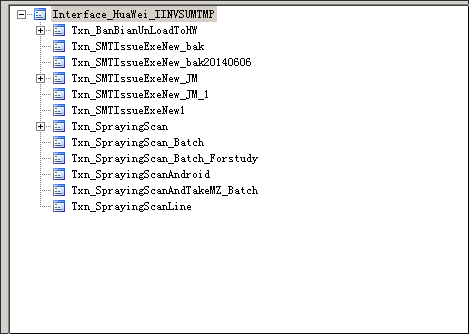 Interface_HuaWei_IINVSUMTMP
Txn_BanBianUnLoadToHW
Txn_SMTIssueExeNew_bak
Txn_SMTIssueExeNew_bak20140606
Txn_SMTIssueExeNew_JM
Txn_SMTIssueExeNew_JM_1
Txn_SMTIssueExeNew1
Txn_SprayingScan
Txn_SprayingScan_Batch
Txn_SprayingScan_Batch_Forstudy
Txn_SprayingScanAndroid
Txn_SprayingScanAndTakeMZ_Batch
Txn_SprayingScanLine